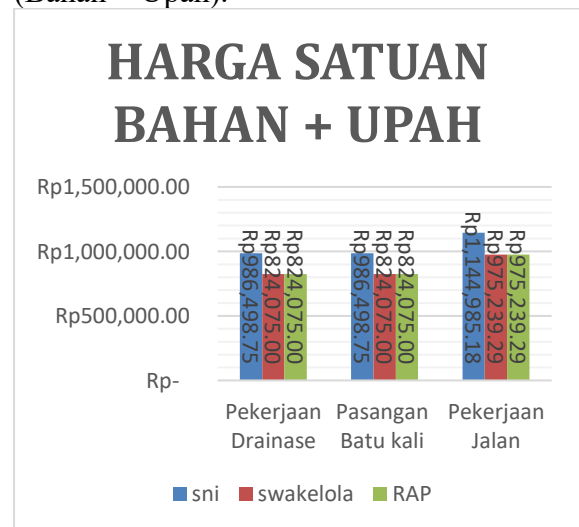 (Bahan + Upah).
HARGA SATUAN
BAHAN + UPAH
Rp1,500,000.00
Rp1,000,000.00
Rp500,000.00
Rp-
Rp986,498.75
Rp824,075.00
Rp824,075.00
Rp986,498.75
Rp824,075.00
Rp824,075.00
Rp1,144,985.18
Rp975,239.29
Rp975,239.29
Pekerjaan Pasangan Pekerjaan
Drainase Batu kali Jalan
sni swakelola RAP